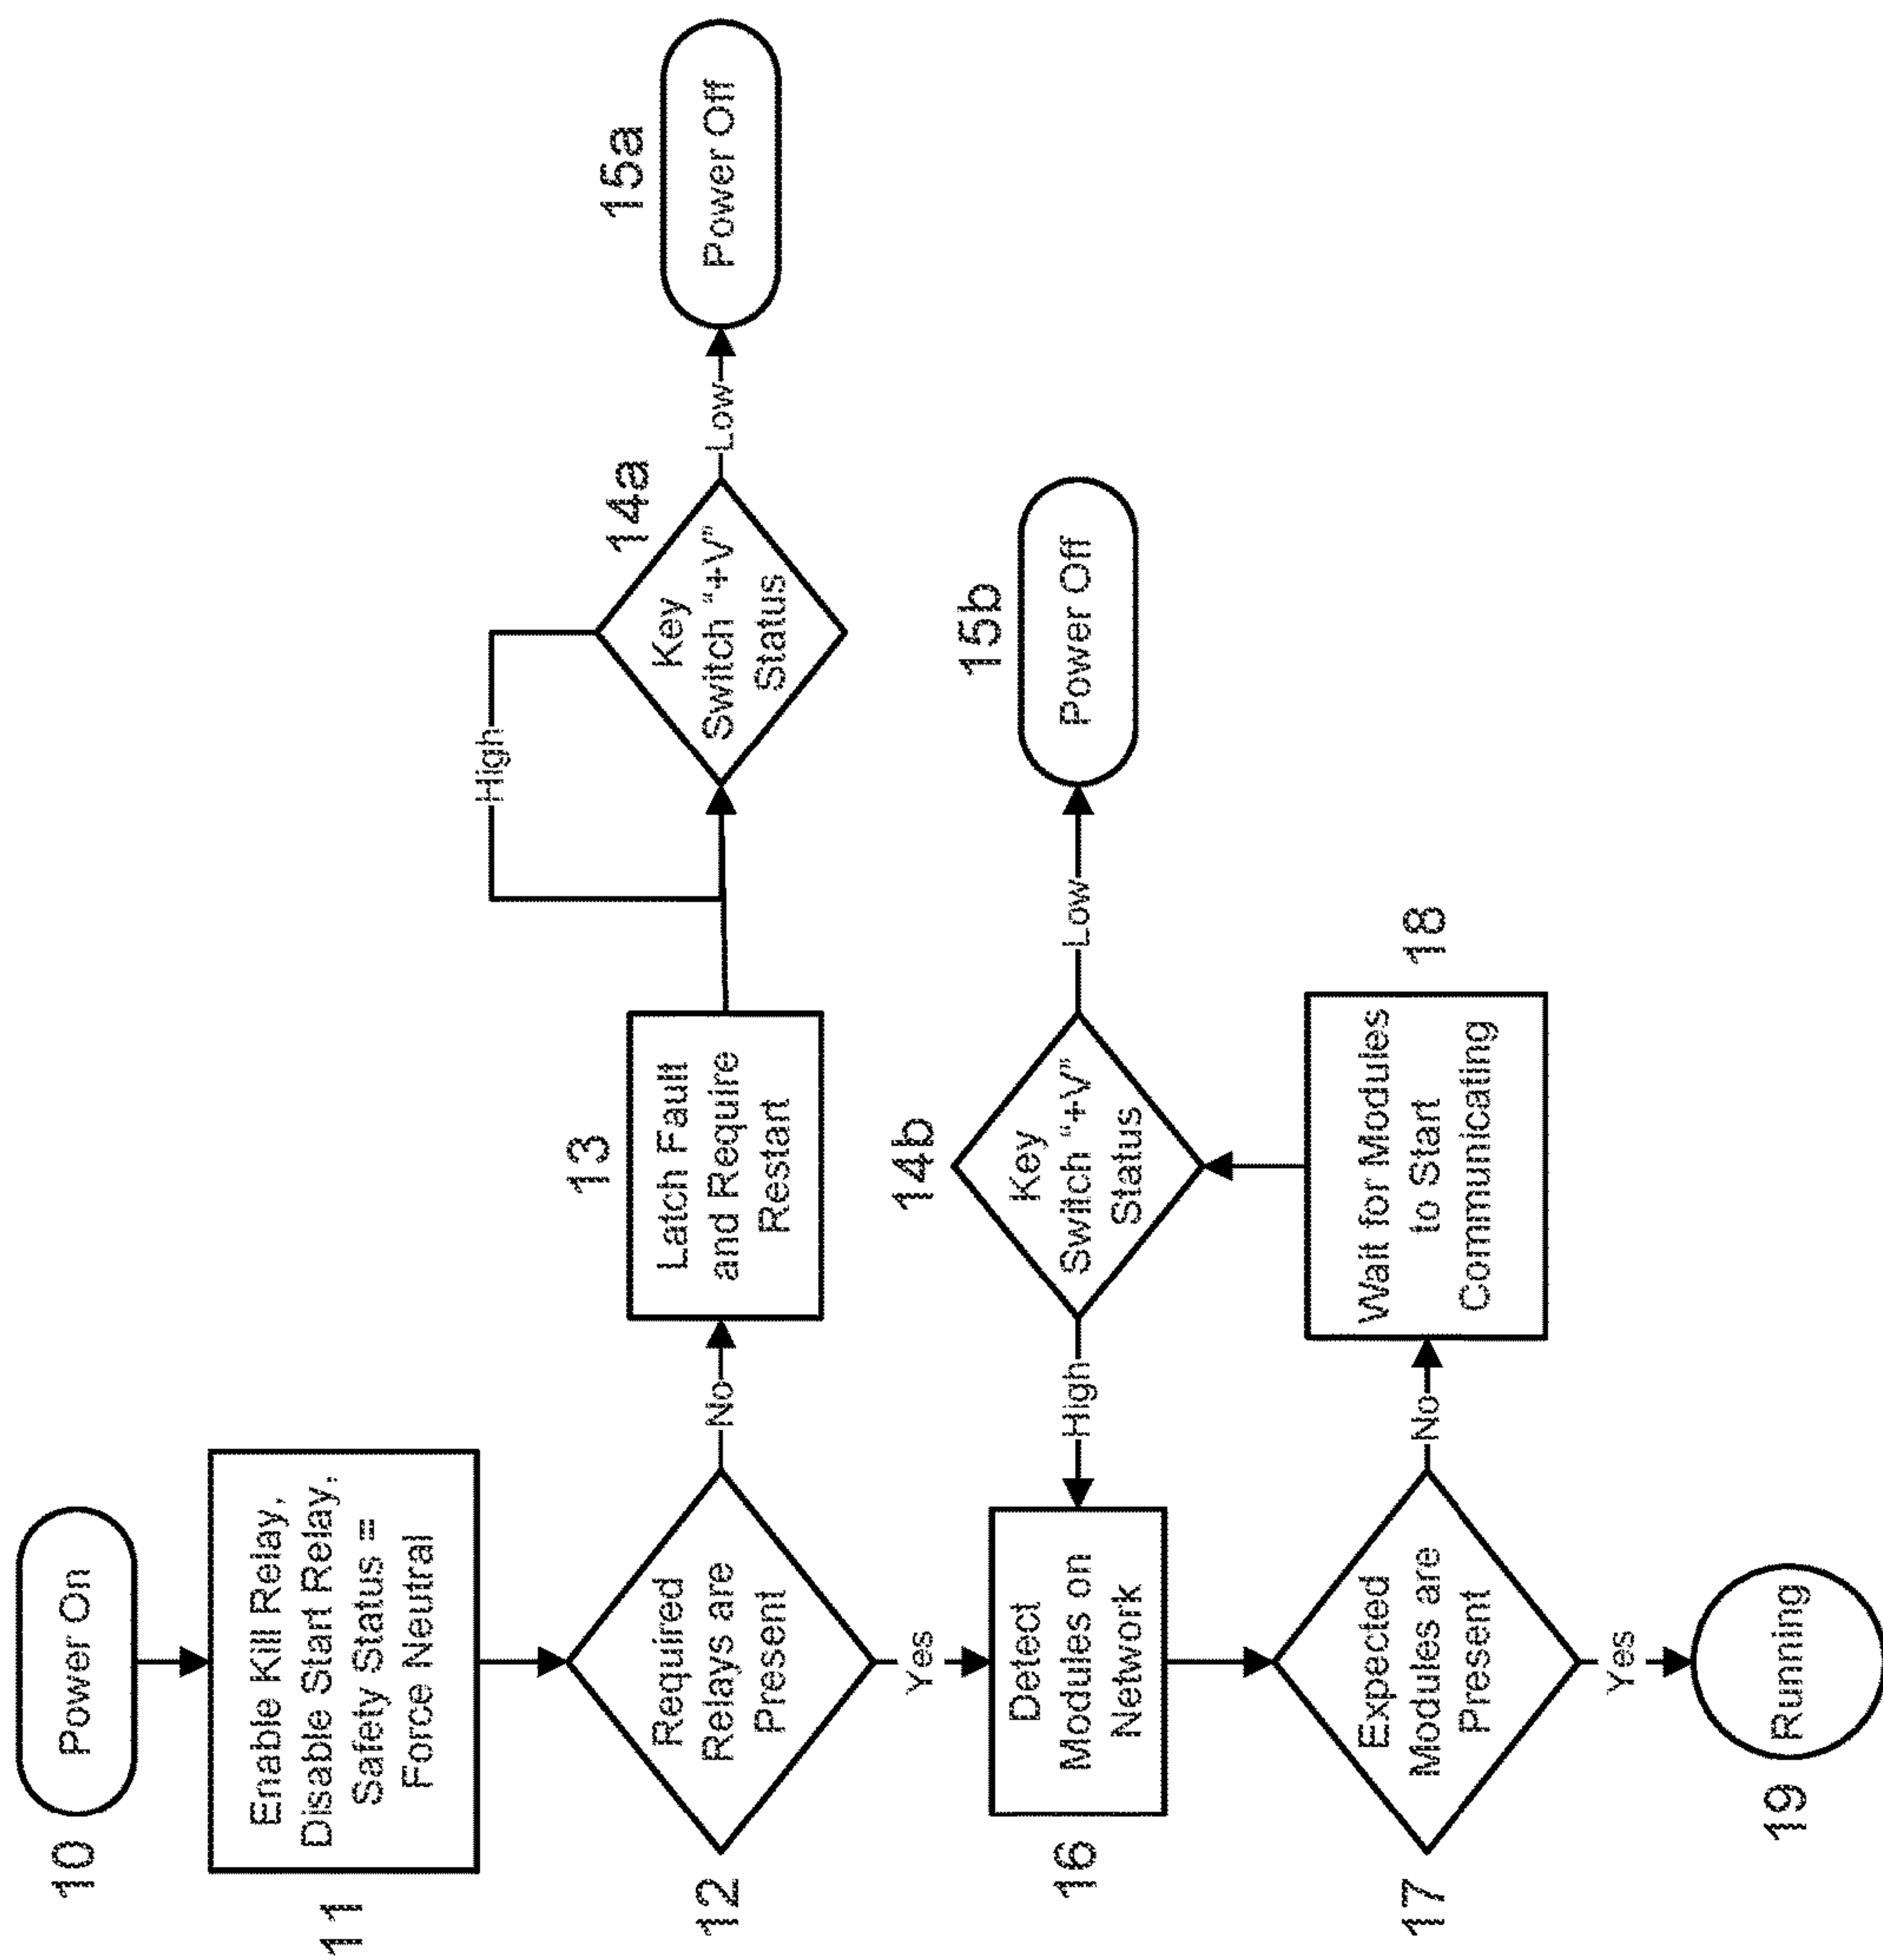 10
Power On
11
Enable Kill Relay,
Disable Start Relay,
Safety Status =
Force Neutral
12
Required
Relays are
Present
No
13
Latch Fault
and Require
Restart
High
14a
Key
Switch "+V"
Status
Low
15a
Power Off
Yes
16
Detect
Modules on
Network
High
14b
Key
Switch "+V"
Status
Low
15b
Power Off
17
Expected
Modules are
Present
No
18
Wait for Modules
to Start
Communicating
Yes
19
Running